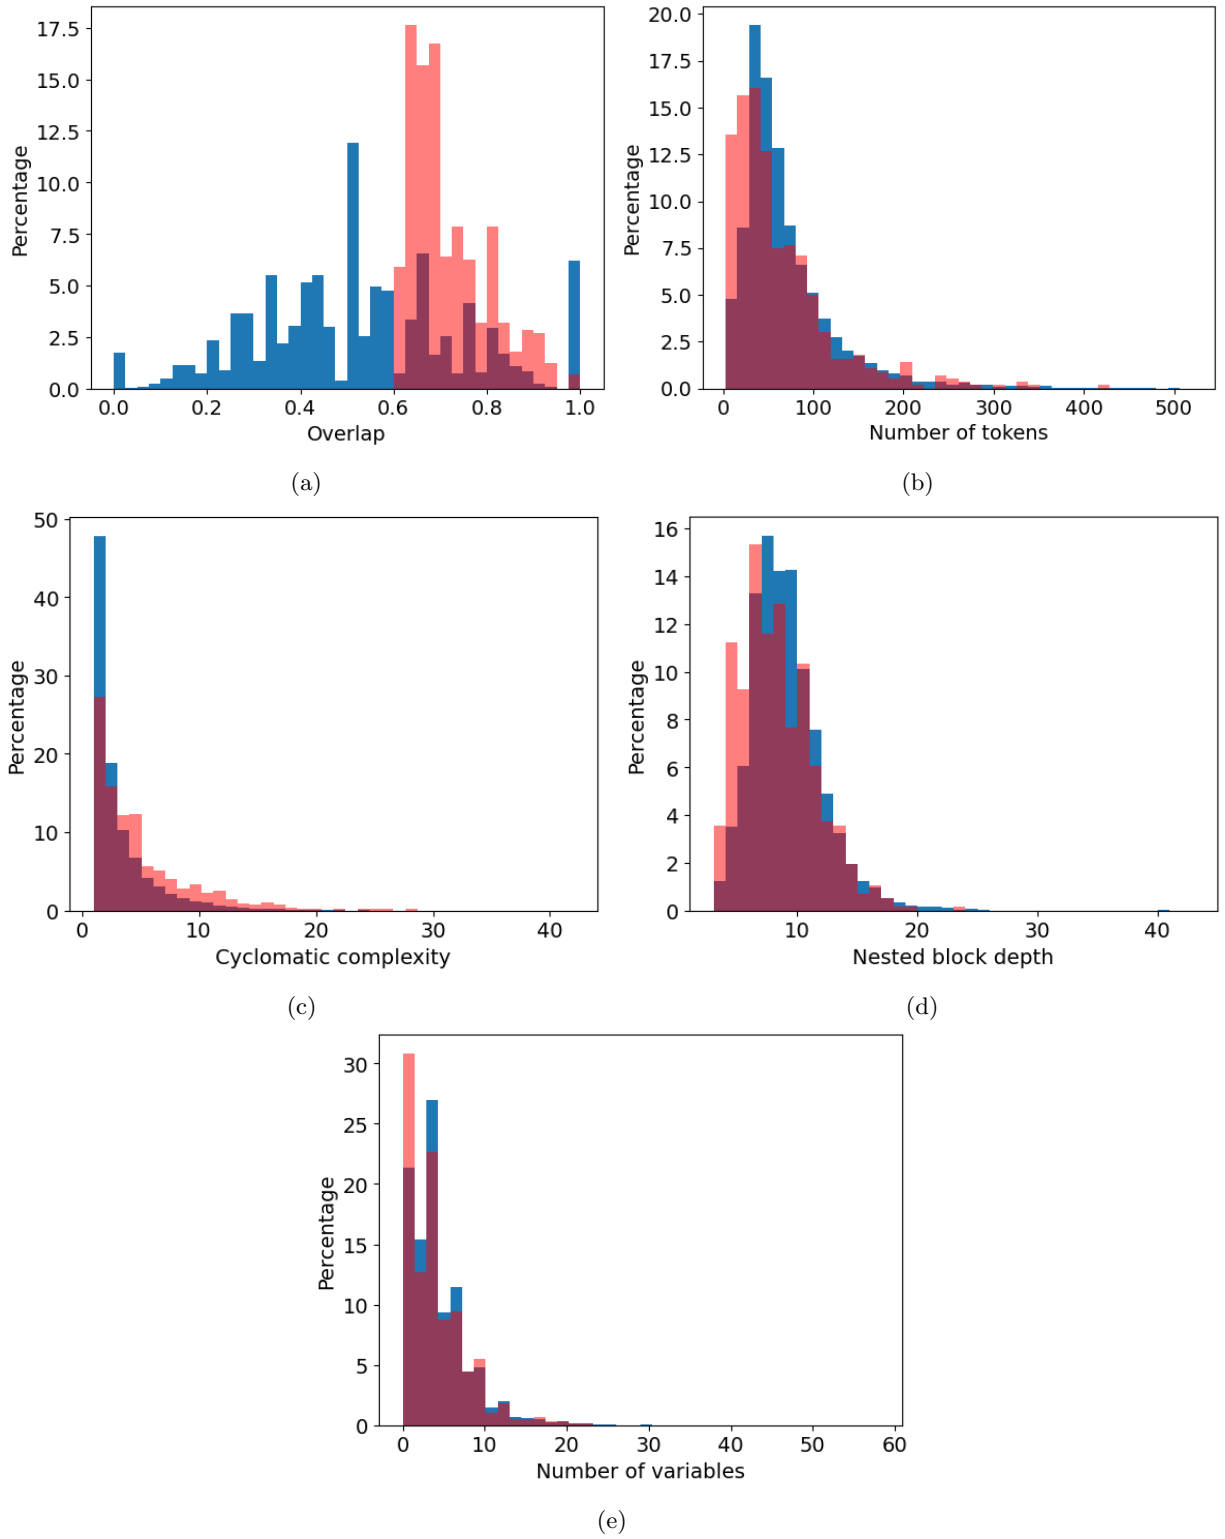 17.5
15.0
12.5
10.0
7.5
5.0
2.5
0.0
Percentage
0.0 0.2 0.4 0.6 0.8 1.0
Overlap
(a)
20.0
17.5
15.0
12.5
10.0
7.5
5.0
2.5
0.0
Percentage
0 100 200 300 400 500
Number of tokens
(b)
50
40
30
20
10
0
Percentage
0 10 20 30 40
Cyclomatic complexity
(c)
16
14
12
10
8
6
4
2
0
Percentage
10 20 30 40
Nested block depth
(d)
30
25
20
15
10
5
0
Percentage
0 10 20 30 40 50 60
Number of variables
(e)